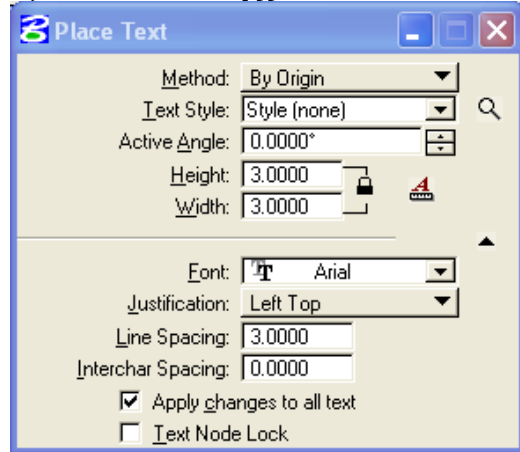 Place Text
Method: By Origin
Text Style: Style (none)
Active Angle: 0.0000°
Height: 3.0000
Width: 3.0000
Font: Arial
Justification: Left Top
Line Spacing: 3.0000
Interchar Spacing: 0.0000
Apply changes to all text
Text Node Lock